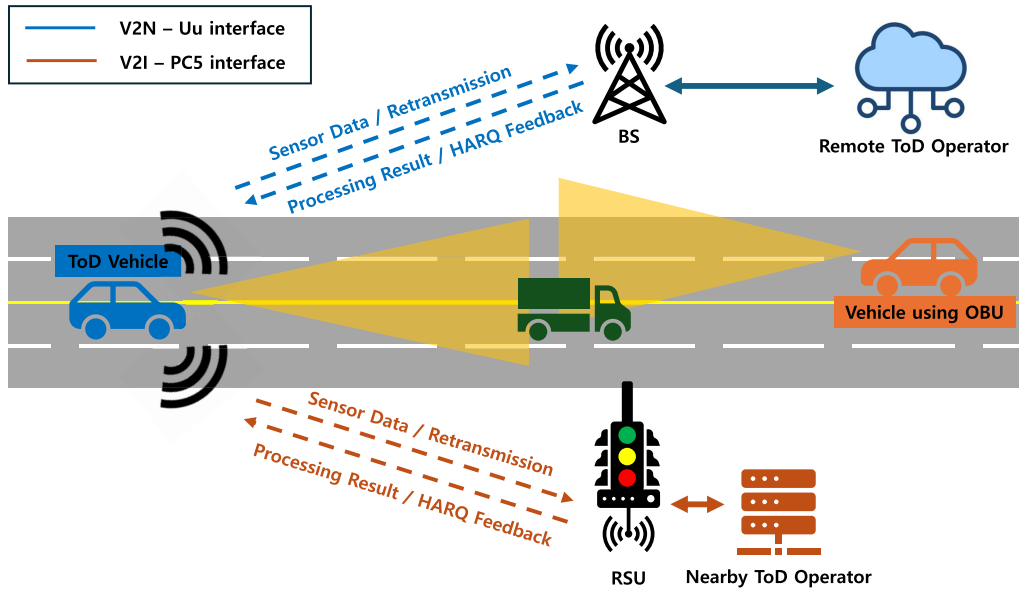 V2N – Uu interface
V2I – PC5 interface
Sensor Data / Retransmission
Processing Result / HARQ Feedback
BS
Remote ToD Operator
ToD Vehicle
Vehicle using OBU
Sensor Data / Retransmission
Processing Result / HARQ Feedback
RSU
Nearby ToD Operator